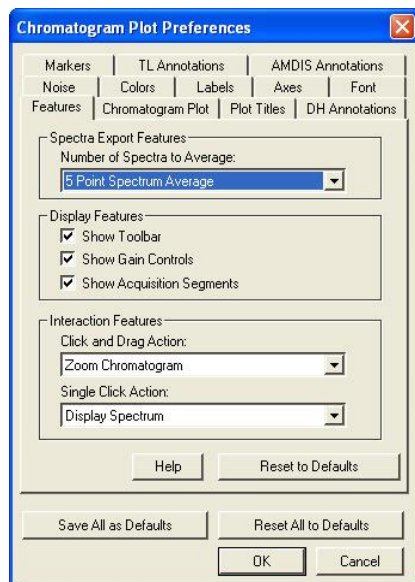 Chromatogram Plot Preferences
Markers TL Annotations AMDIS Annotations
Noise Colors Labels Axes Font
Features Chromatogram Plot Plot Titles DH Annotations
Spectra Export Features
Number of Spectra to Average:
5 Point Spectrum Average
Display Features
Show Toolbar
Show Gain Controls
Show Acquisition Segments
Interaction Features
Click and Drag Action:
Zoom Chromatogram
Single Click Action:
Display Spectrum
Help Reset to Defaults
Save All as Defaults Reset All to Defaults
OK Cancel